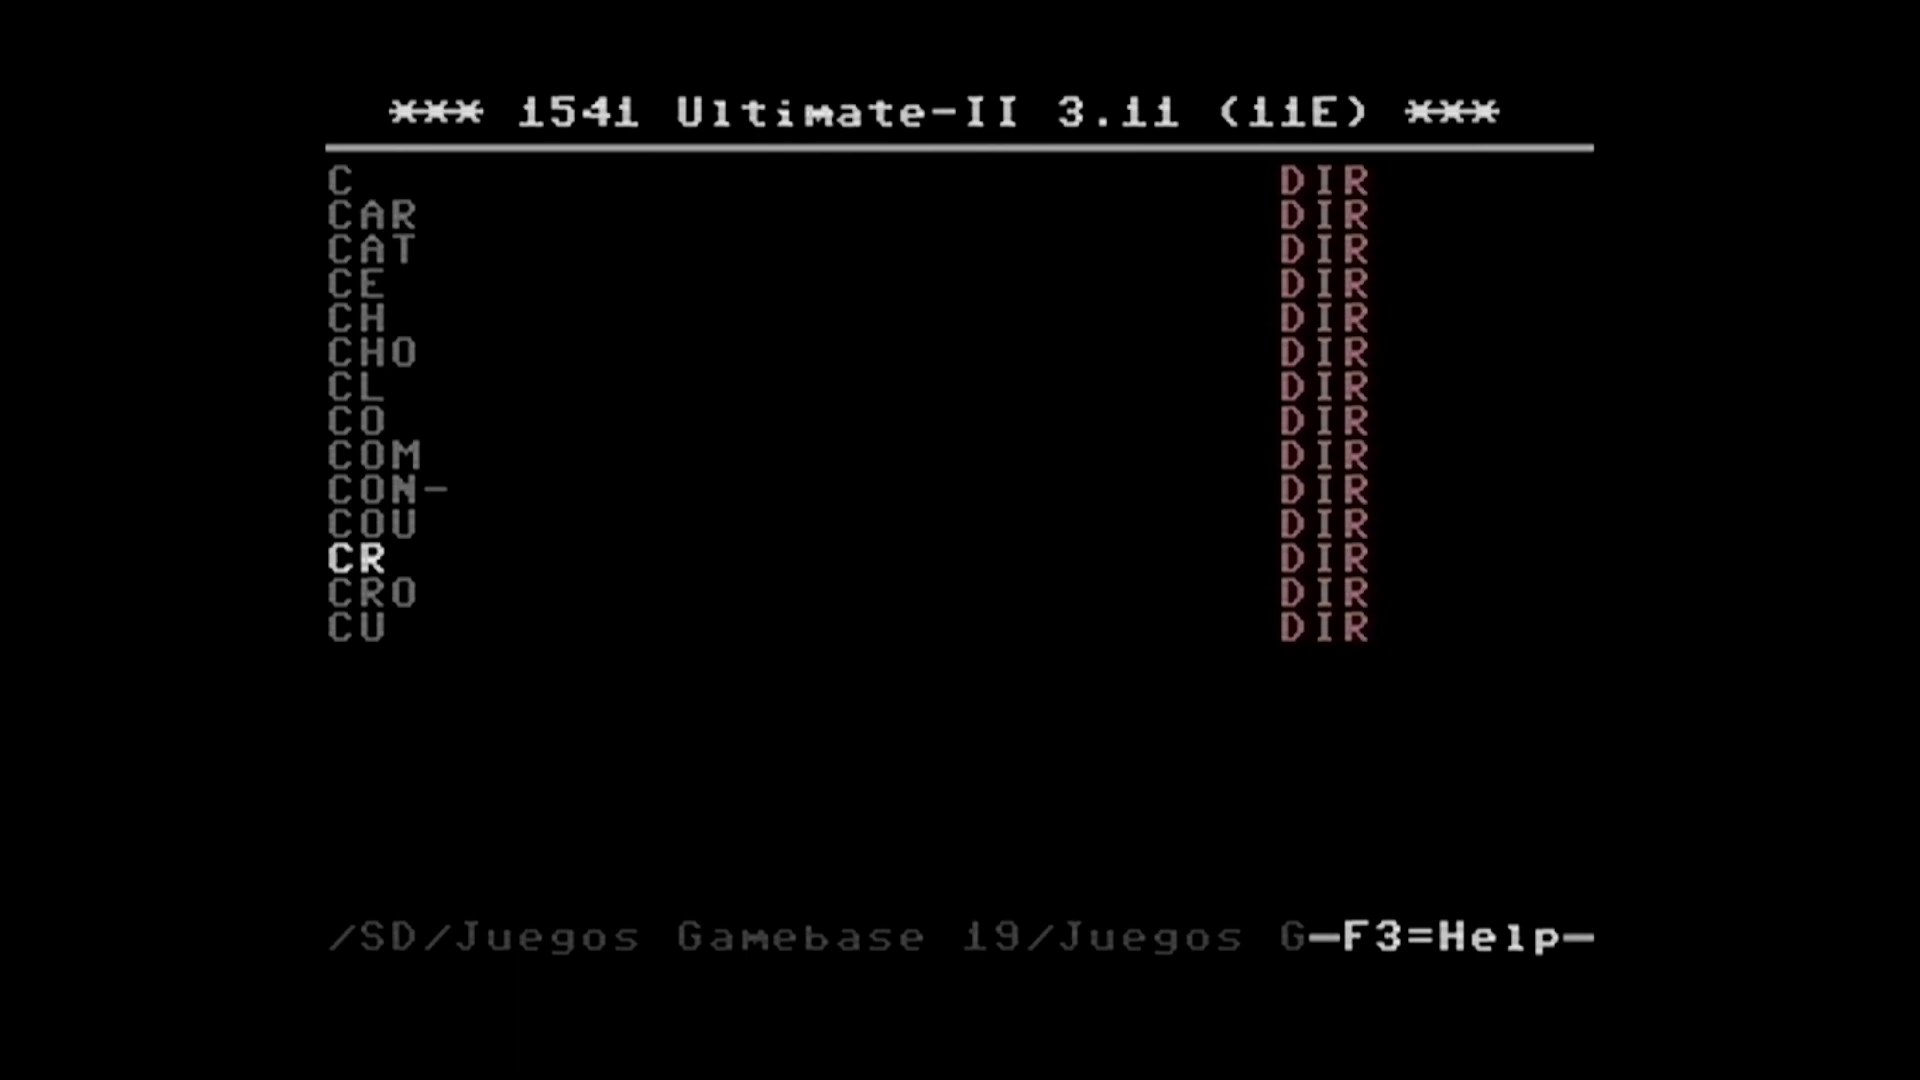 *** 1541 Ultimate-II 3.11 (11E) ***
C DIR
CAR DIR
CAT DIR
CE DIR
CH DIR
CHO DIR
CL DIR
CO DIR
COM DIR
CON- DIR
COU DIR
CR DIR
CRO DIR
CU DIR
/SD/Juegos Gamebase 19/Juegos G-F3=Help-